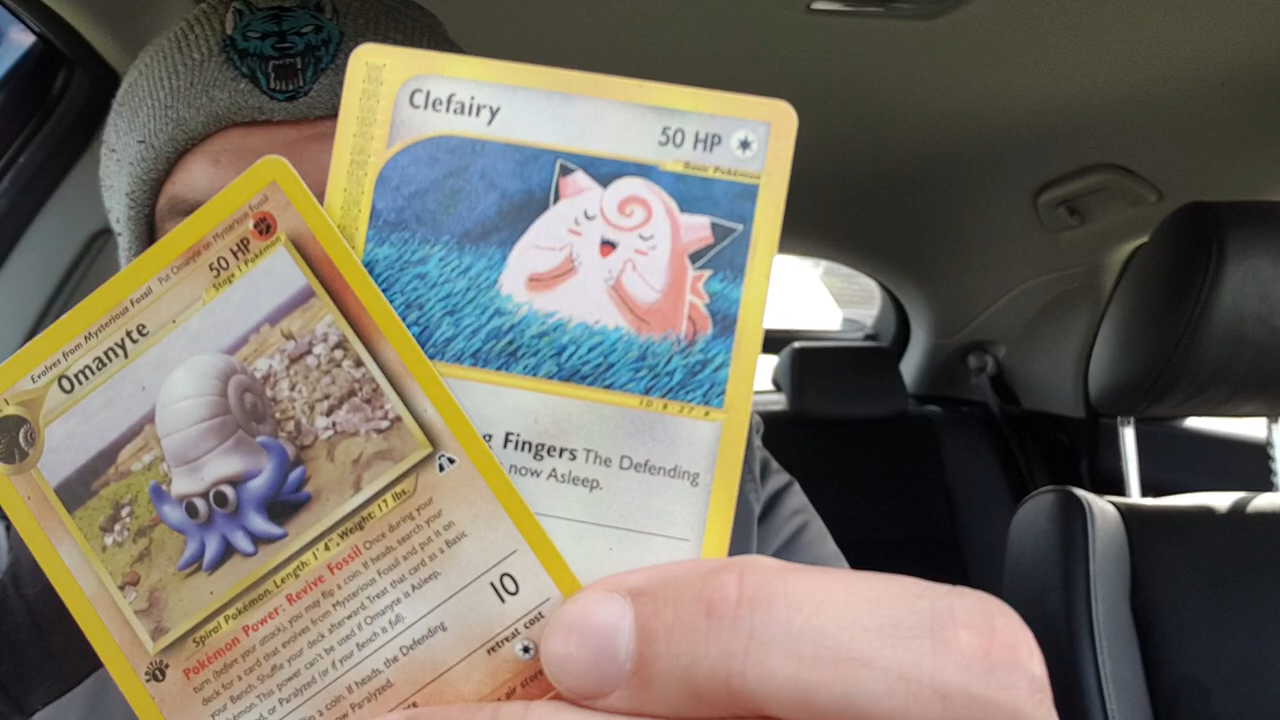 Clefairy
50 HP
Basic Pokémon
g Fingers The Defending
now Asleep.
Evolves from Mysterious Fossil Put Omanyte on Mysterious Fossil
Omanyte
50 HP
Stage 1 Pokémon
Spiral Pokémon. Length: 1' 4", Weight: 17 lbs.
Pokémon Power: Revive Fossil Once during your
turn (before your attack), you may flip a coin. If heads, search your
deck for a card that evolves from Mysterious Fossil and put it on
your Bench. Shuffle your deck afterward. Treat that card as a Basic
kémon. This power can't be used if Omanyte is Asleep,
d, or Paralyzed (or if your Bench is full).
10
a coin. If heads, the Defending
Paralyzed.
retreat cost
air store